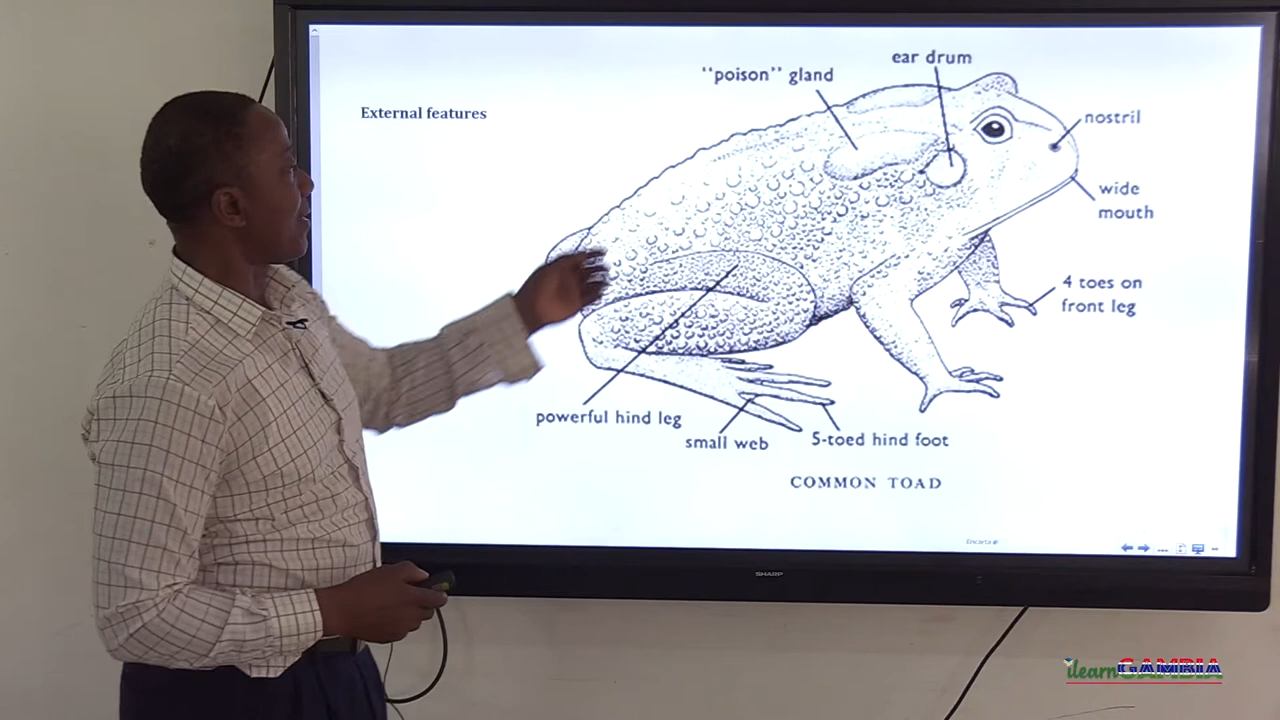 External features
"poison" gland
ear drum
nostril
wide
mouth
4 toes on
front leg
powerful hind leg
small web
5-toed hind foot
COMMON TOAD
Encarta
SHARP
ilearnGAMBIA